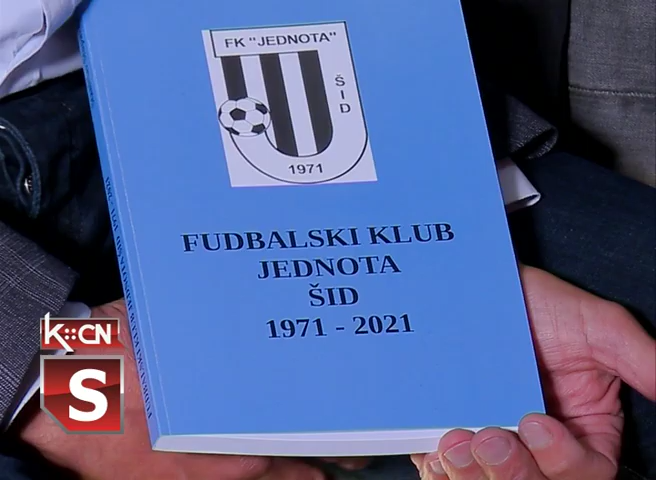 FK "JEDNOTA"
ŠID
1971
FUDBALSKI KLUB
JEDNOTA
ŠID
1971 - 2021
K::CN
S